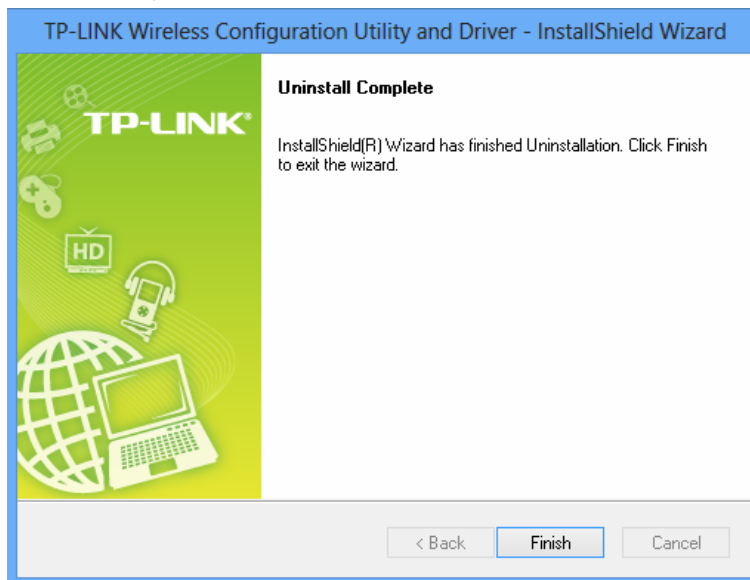 TP-LINK Wireless Configuration Utility and Driver - InstallShield Wizard
TP-LINK®
Uninstall Complete
InstallShield(R) Wizard has finished Uninstallation. Click Finish
to exit the wizard.
HD
< Back
Finish
Cancel